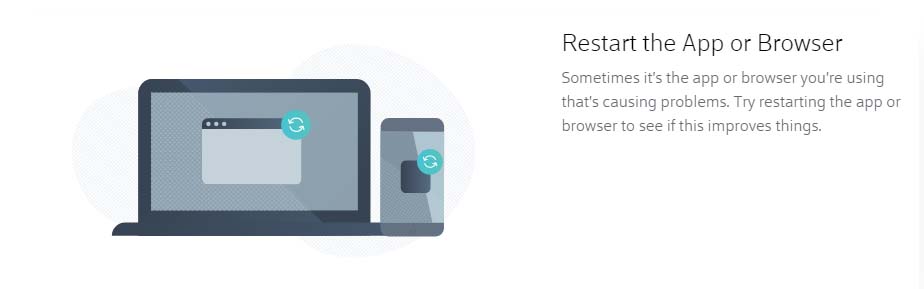 Restart the App or Browser
Sometimes it's the app or browser you're using
that's causing problems. Try restarting the app or
browser to see if this improves things.